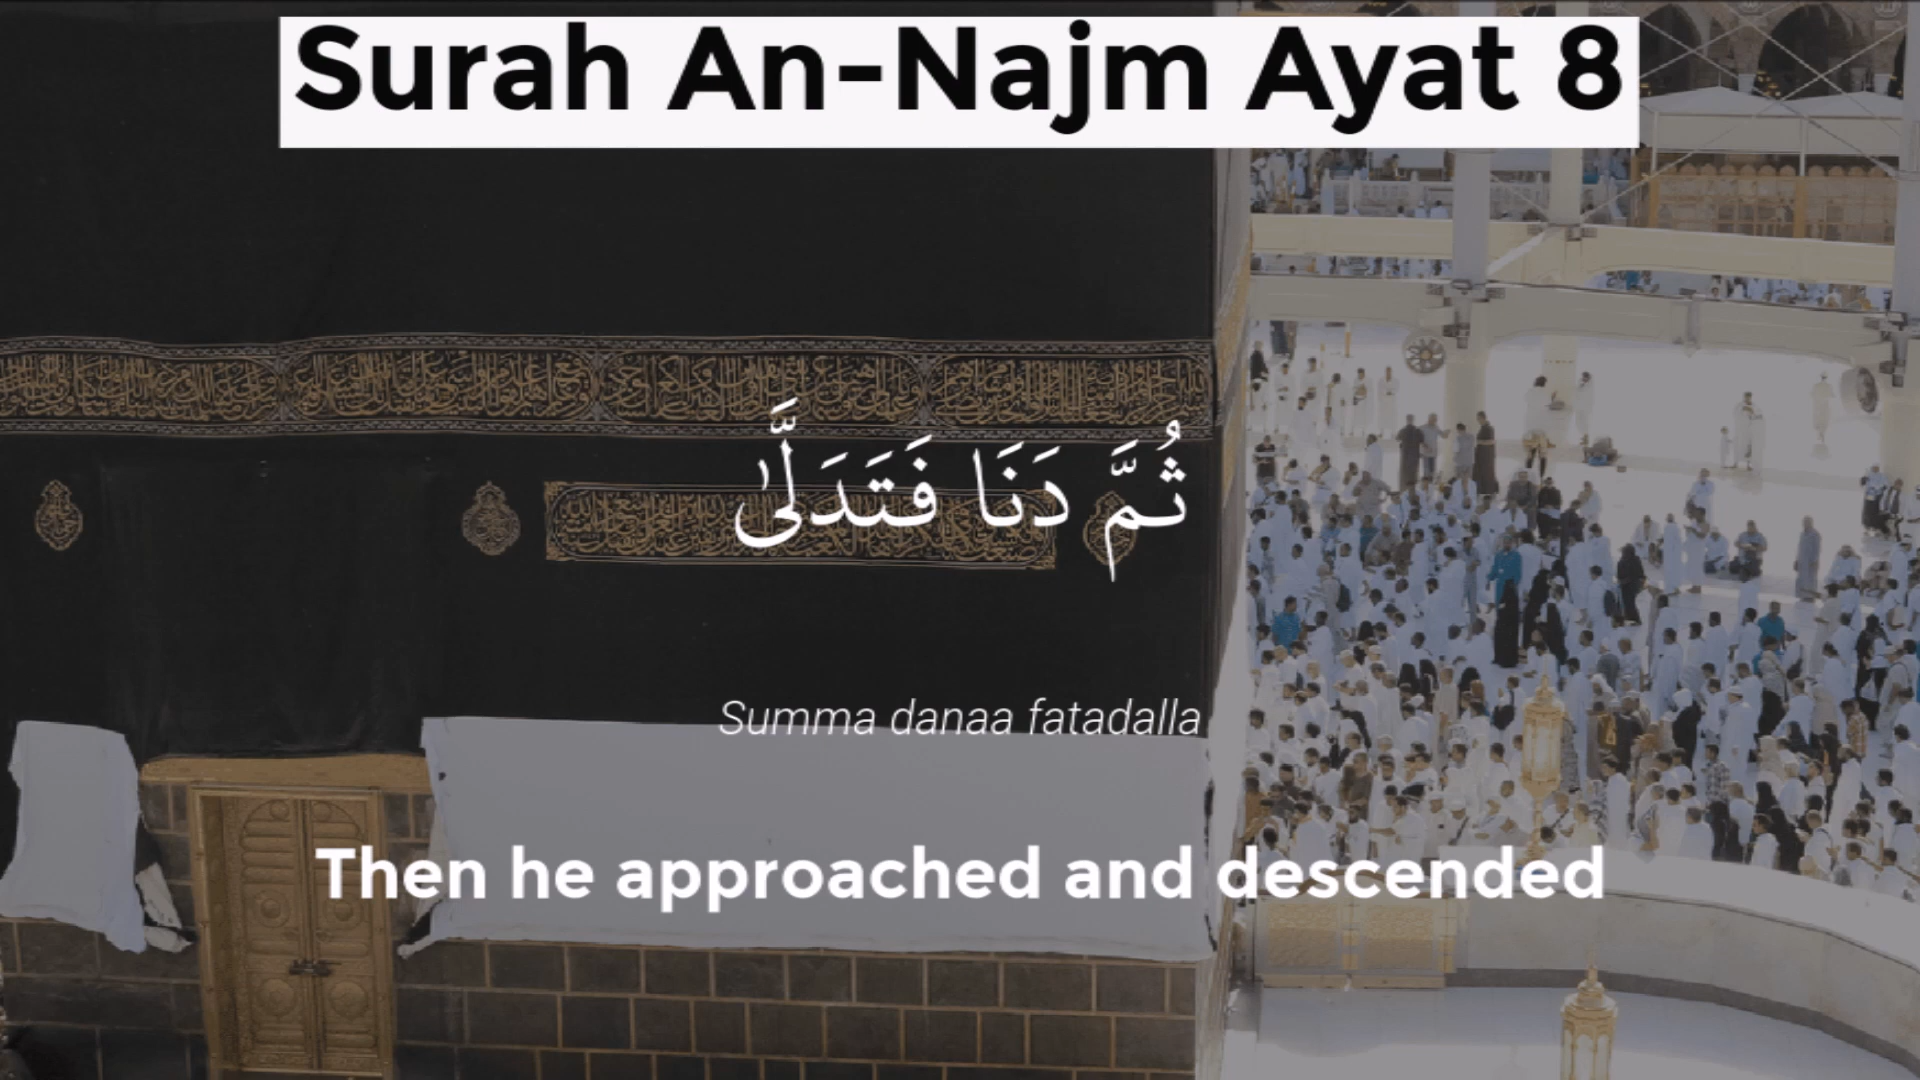 Surah An-Najm Ayat 8
ثُمَّ دَنَا فَتَدَلَّىٰ
Summa danaa fatadalla
Then he approached and descended